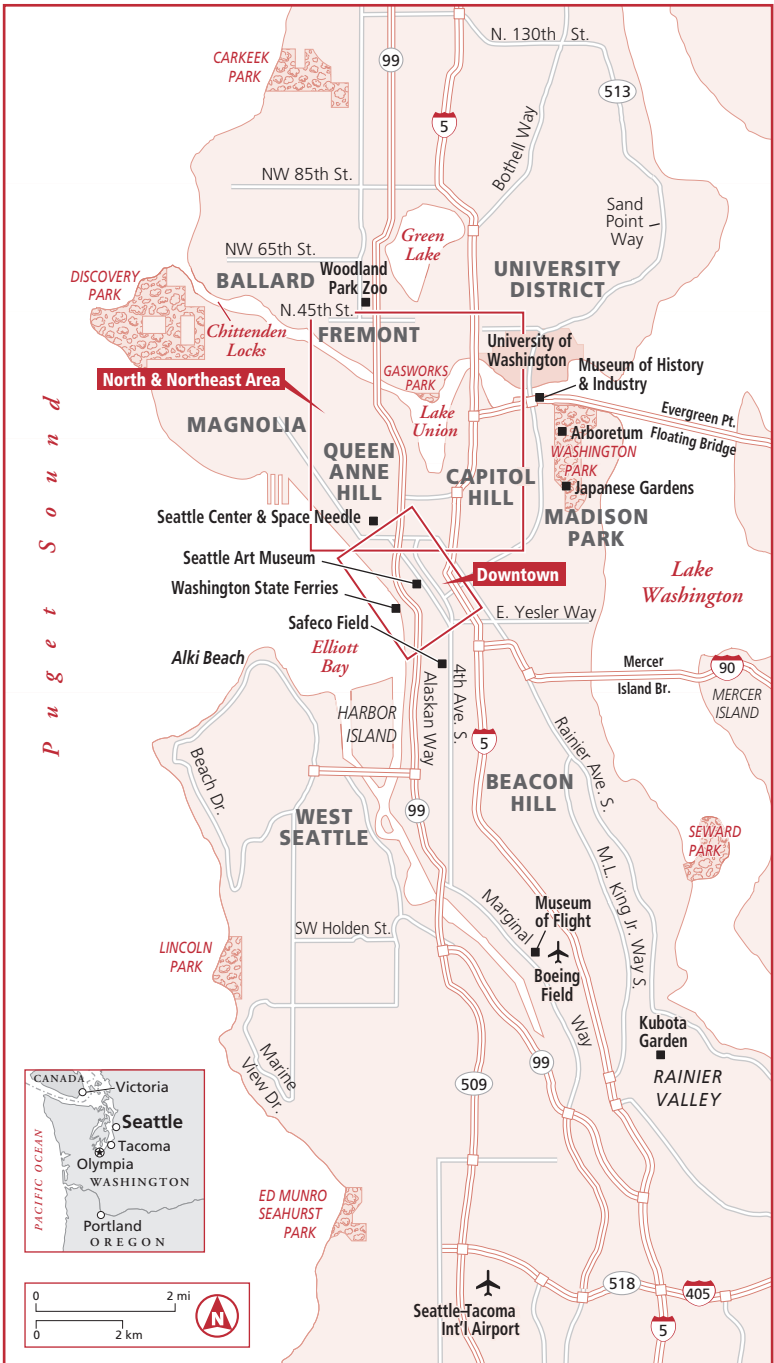 N. 130th St.
CARKEEK
PARK
99
513
5
Bothell Way
NW 85th St.
Sand
Point
Way
Green
Lake
NW 65th St.
UNIVERSITY
DISTRICT
BALLARD
Woodland
Park Zoo
DISCOVERY
PARK
N.45th St.
Chittenden
Locks
FREMONT
University of
Washington
Museum of History
& Industry
GASWORKS
PARK
North & Northeast Area
Lake
Union
Evergreen Pt.
Floating Bridge
MAGNOLIA
Arboretum
WASHINGTON
PARK
QUEEN
ANNE
HILL
CAPITOL
HILL
Japanese Gardens
Seattle Center & Space Needle
MADISON
PARK
Puget Sound
Seattle Art Museum
Downtown
Lake
Washington
Washington State Ferries
E. Yesler Way
Safeco Field
Elliott
Bay
Alki Beach
Mercer
Island Br.
90
MERCER
ISLAND
Alaskan Way
4th Ave. S.
HARBOR
ISLAND
Rainier Ave. S.
5
Beach Dr.
BEACON
HILL
99
WEST
SEATTLE
SEWARD
PARK
M.L. King Jr. Way S.
Marginal
Way
Museum
of Flight
SW Holden St.
LINCOLN
PARK
Boeing
Field
Kubota
Garden
Marine
View Dr.
99
509
RAINIER
VALLEY
CANADA
Victoria
Seattle
Tacoma
Olympia
WASHINGTON
PACIFIC OCEAN
Portland
OREGON
ED MUNRO
SEAHURST
PARK
518
405
0
2 mi
0
2 km
N
Seattle-Tacoma
Int'l Airport
5